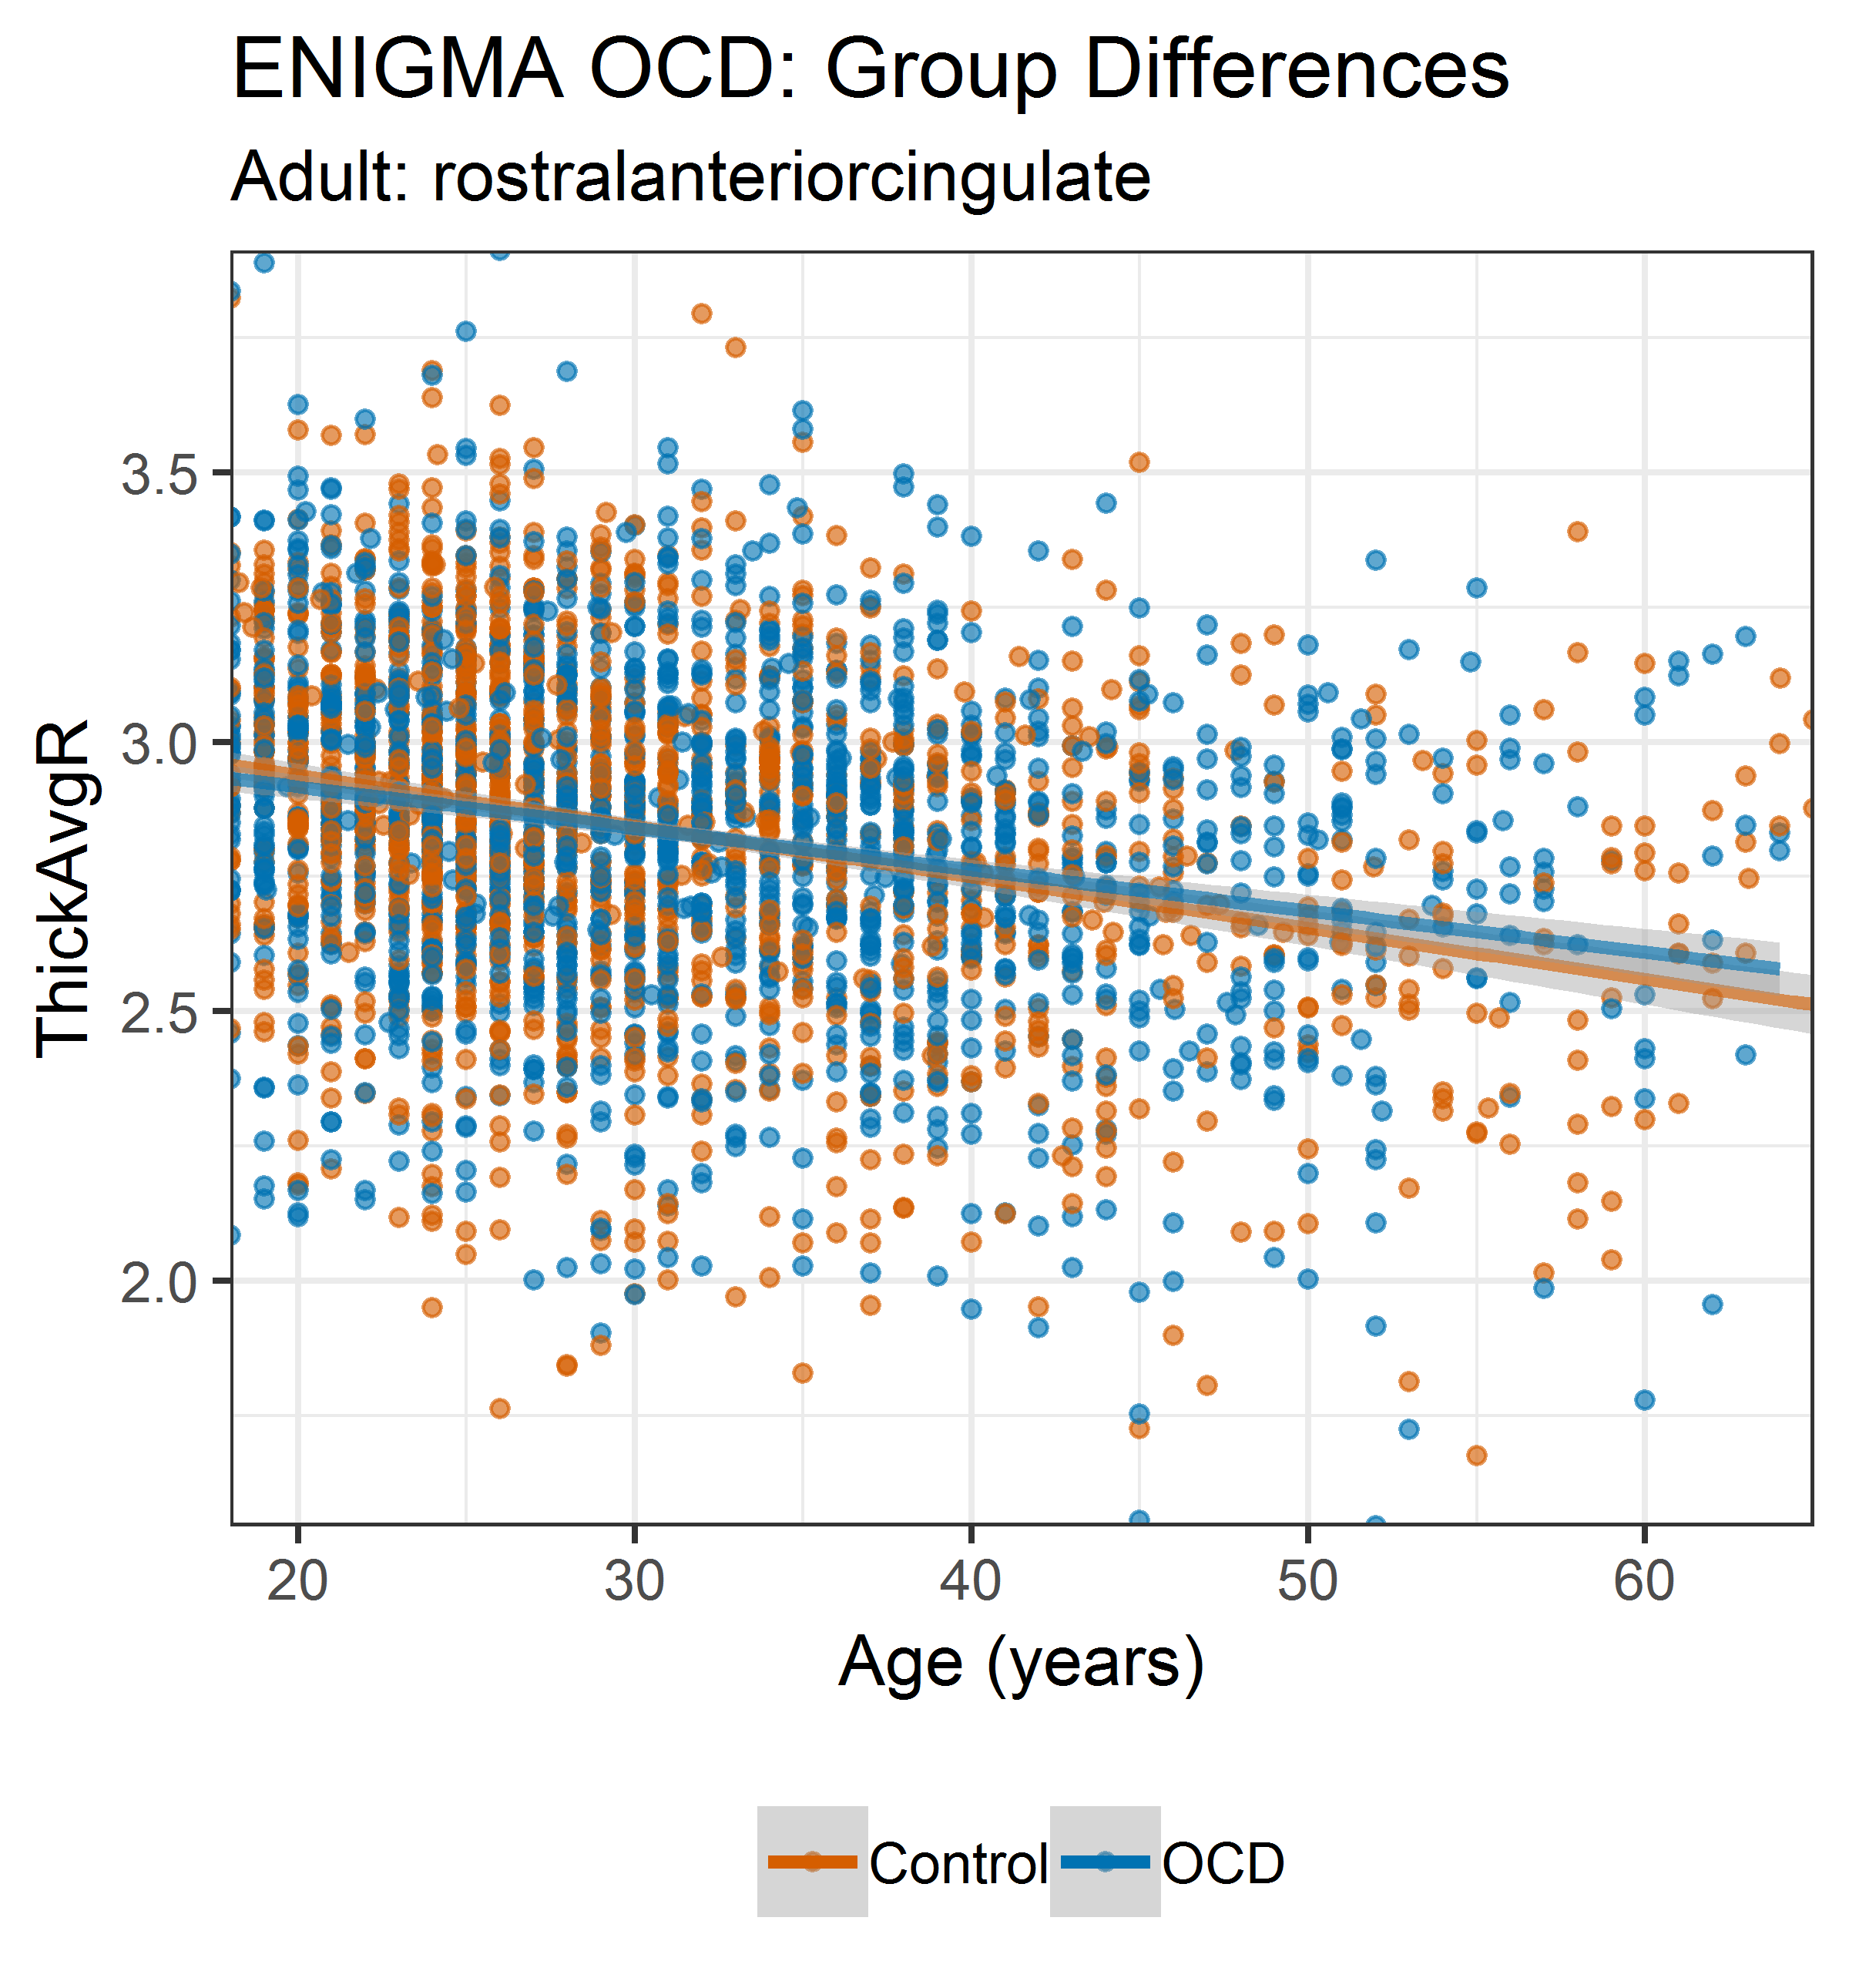 ENIGMA OCD: Group Differences
Adult: rostralanteriorcingulate
ThickAvgR
3.5
3.0
2.5
2.0
20 30 40 50 60
Age (years)
Control OCD